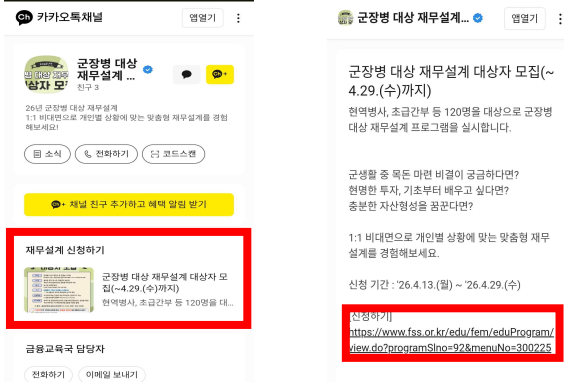 카카오톡채널
앱열기
군장병 대상
재무설계 ...
친구 3
26년 군장병 대상 재무설계
1:1 비대면으로 개인별 상황에 맞는 맞춤형 재무설계를 경험
해보세요!
소식
전화하기
코드스캔
채널 친구 추가하고 혜택 알림 받기
재무설계 신청하기
군장병 대상 재무설계 대상자 모
집(~4.29.(수)까지)
현역병사, 초급간부 등 120명을 대...
금융교육국 담당자
전화하기
이메일 보내기
군장병 대상 재무설계...
앱열기
군장병 대상 재무설계 대상자 모집(~
4.29.(수)까지)
현역병사, 초급간부 등 120명을 대상으로 군장병
대상 재무설계 프로그램을 실시합니다.
군생활 중 목돈 마련 비결이 궁금하다면?
현명한 투자, 기초부터 배우고 싶다면?
충분한 자산형성을 꿈꾼다면?
1:1 비대면으로 개인별 상황에 맞는 맞춤형 재무
설계를 경험해보세요.
신청 기간 : '26.4.13.(월) ~ '26.4.29.(수)
[신청하기]
https://www.fss.or.kr/edu/fem/eduProgram/
view.do?programSlno=92&menuNo=300225